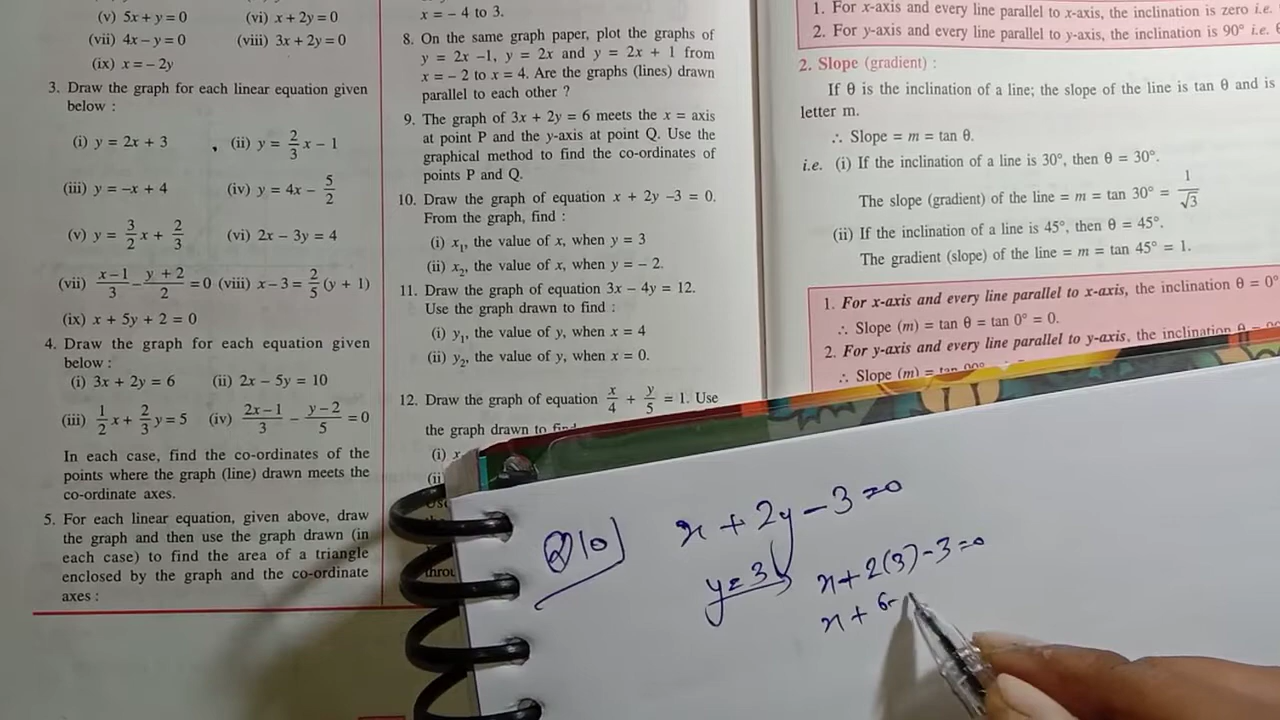 (v) 5x + y = 0 (vi) x + 2y = 0
(vii) 4x – y = 0 (viii) 3x + 2y = 0
(ix) x = – 2y
3. Draw the graph for each linear equation given
below :
(i) y = 2x + 3 (ii) y = 2/3 x – 1
(iii) y = –x + 4 (iv) y = 4x – 5/2
(v) y = 3/2 x + 2/3 (vi) 2x – 3y = 4
(vii) x – 1/3 – y + 2/2 = 0 (viii) x – 3 = 2/5 (y + 1)
(ix) x + 5y + 2 = 0
4. Draw the graph for each equation given
below :
(i) 3x + 2y = 6 (ii) 2x – 5y = 10
(iii) 1/2 x + 2/3 y = 5 (iv) 2x – 1/3 – y – 2/5 = 0
In each case, find the co-ordinates of the
points where the graph (line) drawn meets the
co-ordinate axes.
5. For each linear equation, given above, draw
the graph and then use the graph drawn (in
each case) to find the area of a triangle
enclosed by the graph and the co-ordinate
axes :
x = – 4 to 3.
8. On the same graph paper, plot the graphs of
y = 2x –1, y = 2x and y = 2x + 1 from
x = – 2 to x = 4. Are the graphs (lines) drawn
parallel to each other ?
9. The graph of 3x + 2y = 6 meets the x = axis
at point P and the y-axis at point Q. Use the
graphical method to find the co-ordinates of
points P and Q.
10. Draw the graph of equation x + 2y –3 = 0.
From the graph, find :
(i) x₁, the value of x, when y = 3
(ii) x₂, the value of x, when y = – 2.
11. Draw the graph of equation 3x – 4y = 12.
Use the graph drawn to find :
(i) y₁, the value of y, when x = 4
(ii) y₂, the value of y, when x = 0.
12. Draw the graph of equation x/4 + y/5 = 1. Use
the graph drawn to
(i) x
(ii)
1. For x-axis and every line parallel to x-axis, the inclination is zero i.e.
2. For y-axis and every line parallel to y-axis, the inclination is 90° i.e.
2. Slope (gradient) :
If θ is the inclination of a line; the slope of the line is tan θ and is
letter m.
∴ Slope = m = tan θ.
i.e. (i) If the inclination of a line is 30°, then θ = 30°.
The slope (gradient) of the line = m = tan 30° = 1/√3
(ii) If the inclination of a line is 45°, then θ = 45°.
The gradient (slope) of the line = m = tan 45° = 1.
1. For x-axis and every line parallel to x-axis, the inclination θ = 0°
∴ Slope (m) = tan θ = tan 0° = 0.
2. For y-axis and every line parallel to y-axis, the inclination
∴ Slope (m) =
Q10) x + 2y – 3 = 0
y = 3 x + 2(3) – 3 = 0
x + 6 –